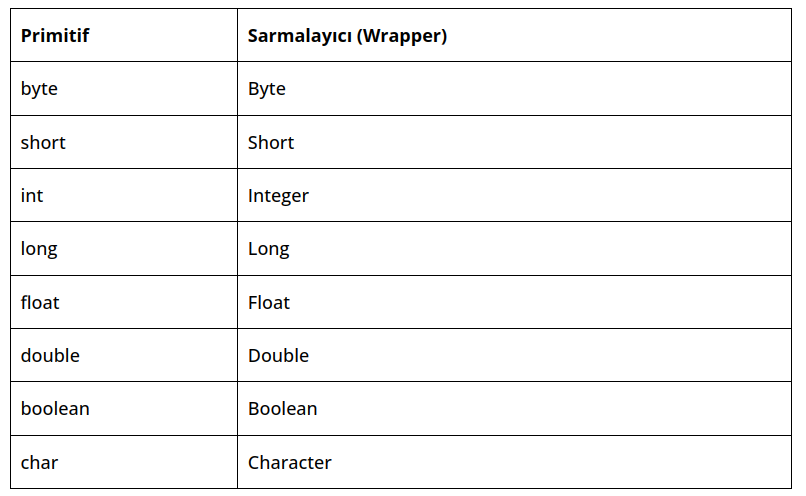 Primitif Sarmalayıcı (Wrapper)
byte Byte
short Short
int Integer
long Long
float Float
double Double
boolean Boolean
char Character